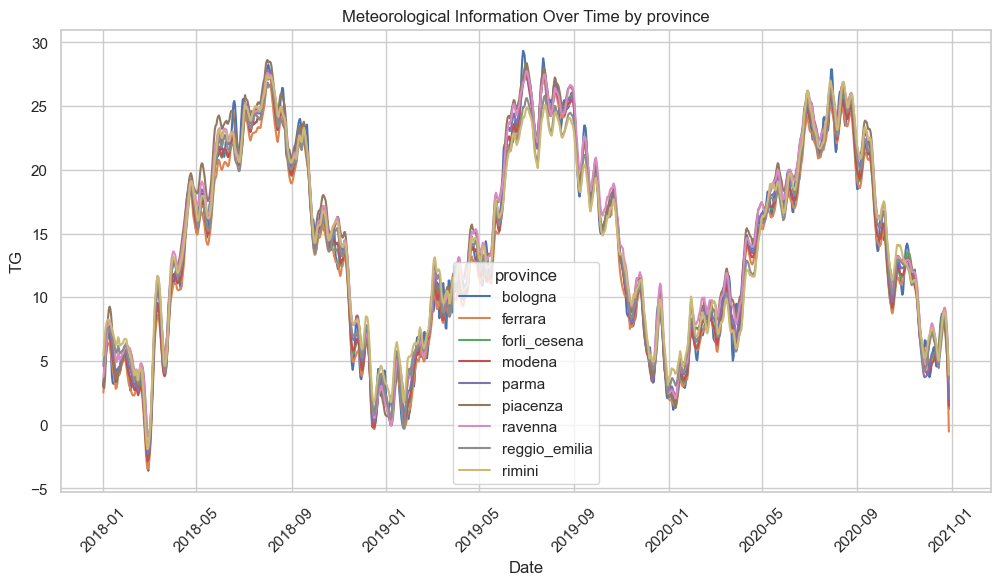 Meteorological Information Over Time by province
TG
30
25
20
15
10
5
0
−5
province
bologna
ferrara
forli_cesena
modena
parma
piacenza
ravenna
reggio_emilia
rimini
2018-01
2018-05
2018-09
2019-01
2019-05
2019-09
2020-01
2020-05
2020-09
2021-01
Date